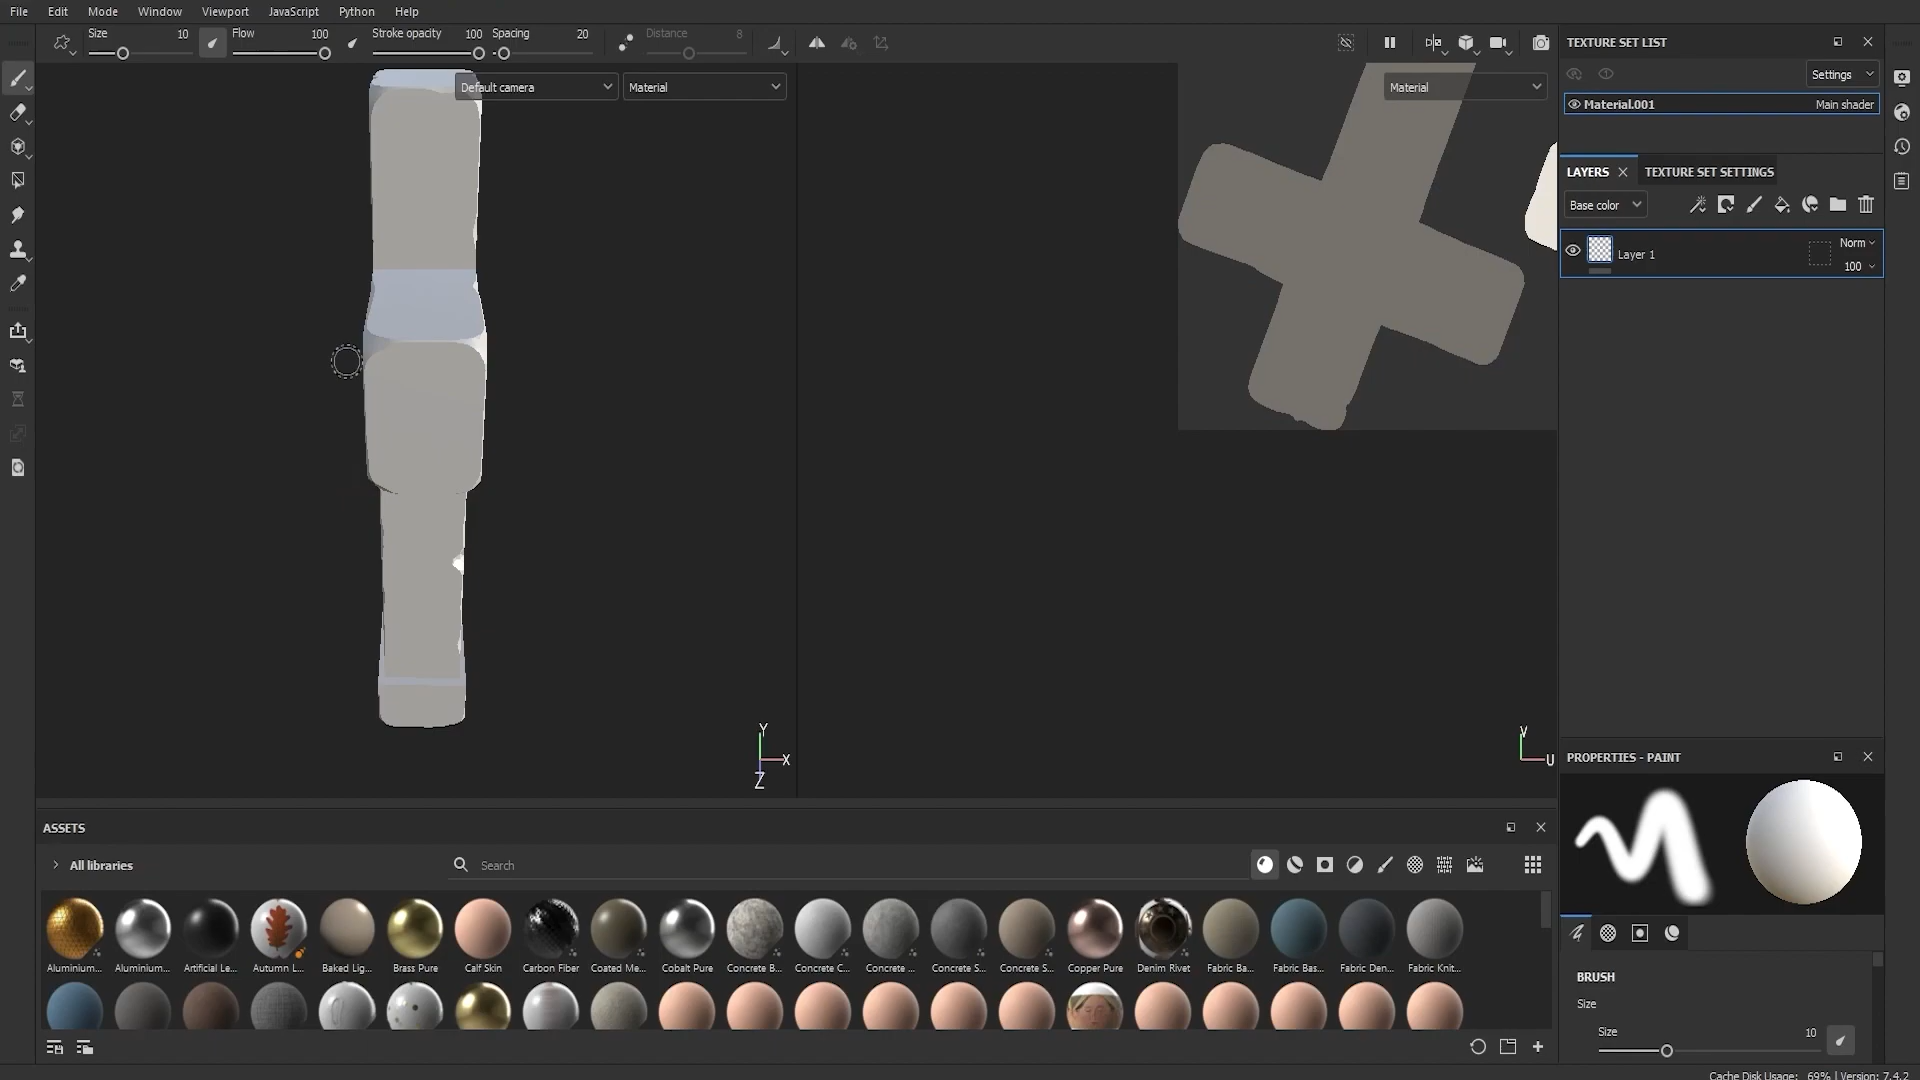 File Edit Mode Window Viewport JavaScript Python Help
Size 10 Flow 100 Stroke opacity 100 Spacing 20 Distance 8
Default camera Material
Material
Y
X
Z
V
U
TEXTURE SET LIST
Settings
Material.001 Main shader
LAYERS TEXTURE SET SETTINGS
Base color
Layer 1 Norm
100
PROPERTIES - PAINT
BRUSH
Size
Size 10
ASSETS
All libraries Search
Aluminium... Aluminium... Artificial Le... Autumn L... Baked Lig... Brass Pure Calf Skin Carbon Fiber Coated Me... Cobalt Pure Concrete B... Concrete C... Concrete ... Concrete S... Concrete S... Copper Pure Denim Rivet Fabric Ba... Fabric Bas... Fabric Den... Fabric Knit...
Cache Disk Usage: 69% | Version: 7.4.2